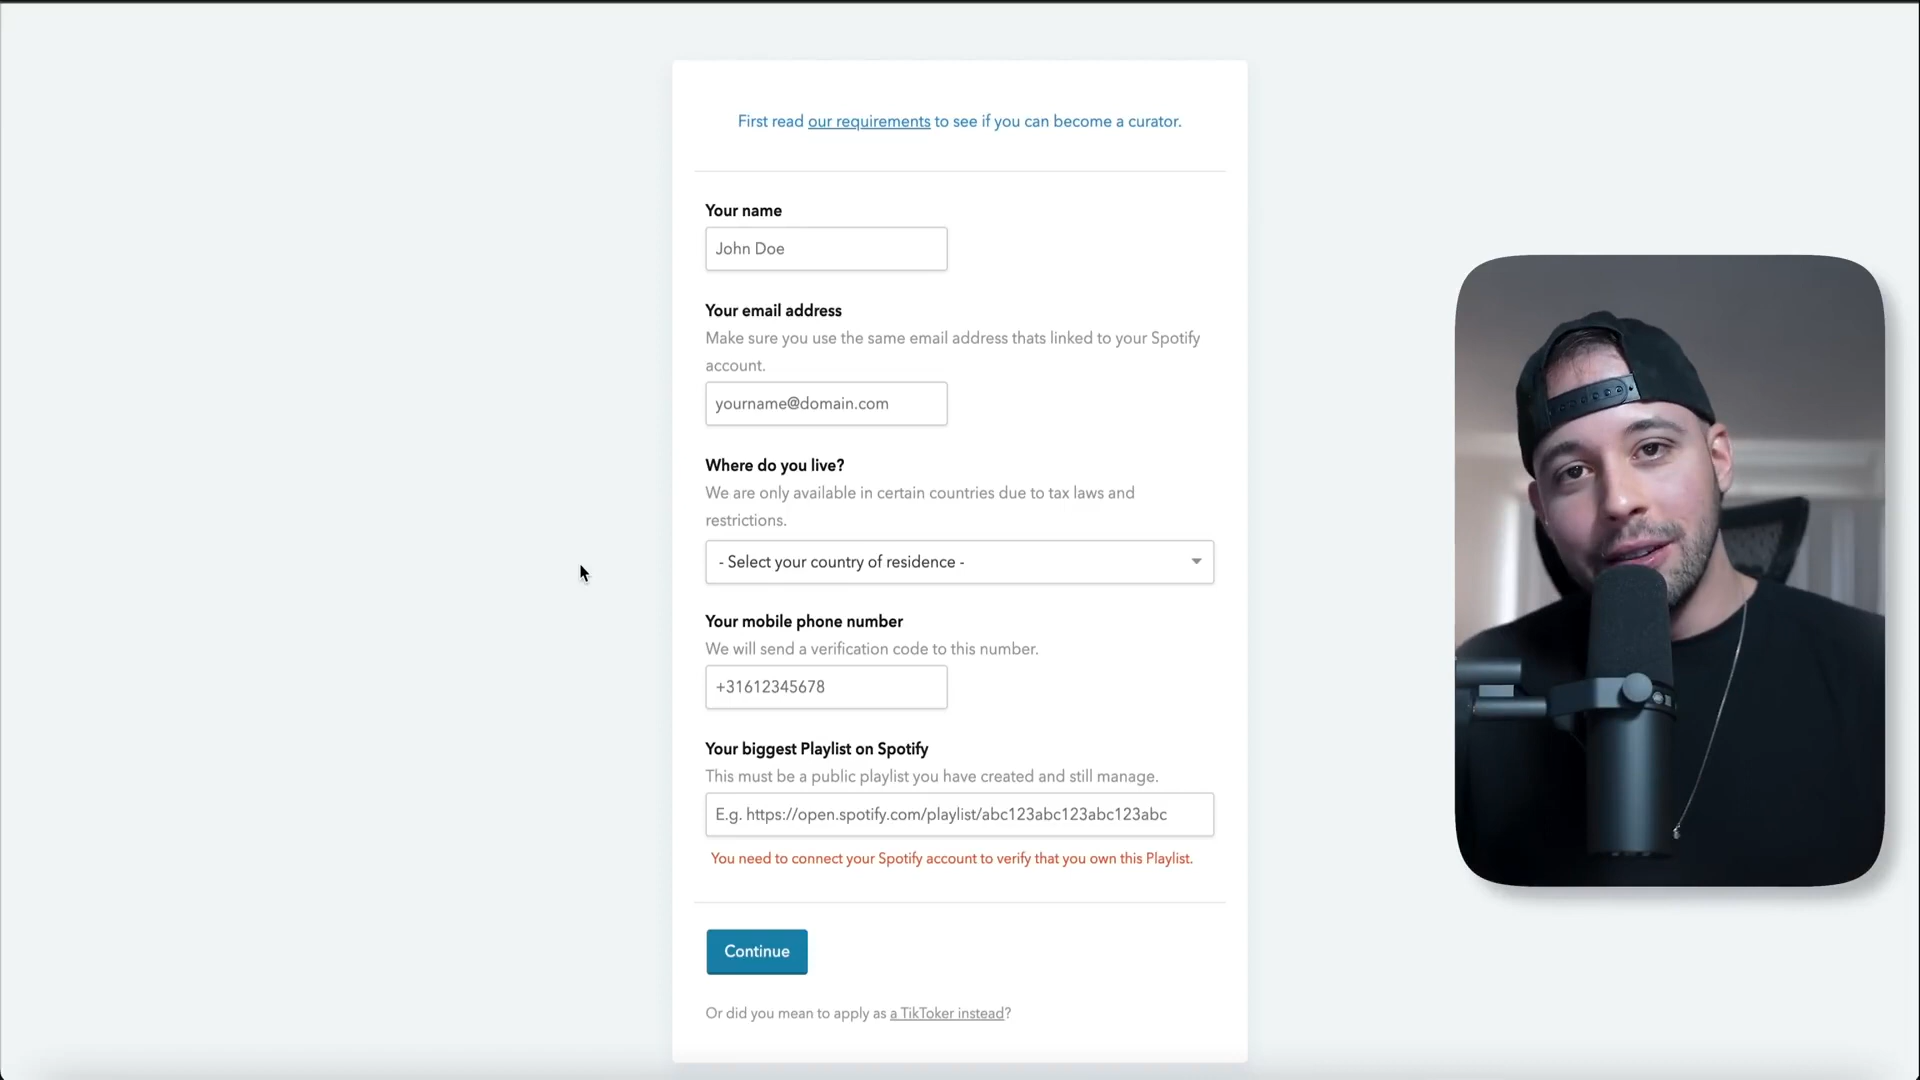 First read our requirements to see if you can become a curator.
Your name
John Doe
Your email address
Make sure you use the same email address thats linked to your Spotify
account.
yourname@domain.com
Where do you live?
We are only available in certain countries due to tax laws and
restrictions.
- Select your country of residence -
Your mobile phone number
We will send a verification code to this number.
+31612345678
Your biggest Playlist on Spotify
This must be a public playlist you have created and still manage.
E.g. https://open.spotify.com/playlist/abc123abc123abc123abc
You need to connect your Spotify account to verify that you own this Playlist.
Continue
Or did you mean to apply as a TikToker instead?